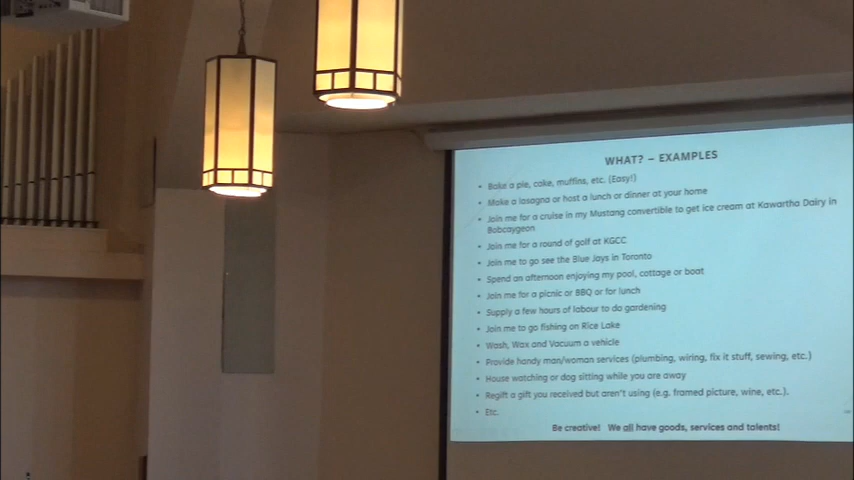 WHAT? – EXAMPLES
• Bake a pie, cake, muffins, etc. (Easy!)
• Make a lasagna or host a lunch or dinner at your home
• Join me for a cruise in my Mustang convertible to get ice cream at Kawartha Dairy in
Bobcaygeon
• Join me for a round of golf at KGCC
• Join me to go see the Blue Jays in Toronto
• Spend an afternoon enjoying my pool, cottage or boat
• Join me for a picnic or BBQ or for lunch
• Supply a few hours of labour to do gardening
• Join me to go fishing on Rice Lake
• Wash, Wax and Vacuum a vehicle
• Provide handy man/woman services (plumbing, wiring, fix it stuff, sewing, etc.)
• House watching or dog sitting while you are away
• Regift a gift you received but aren't using (e.g. framed picture, wine, etc.).
• Etc.
Be creative! We all have goods, services and talents!